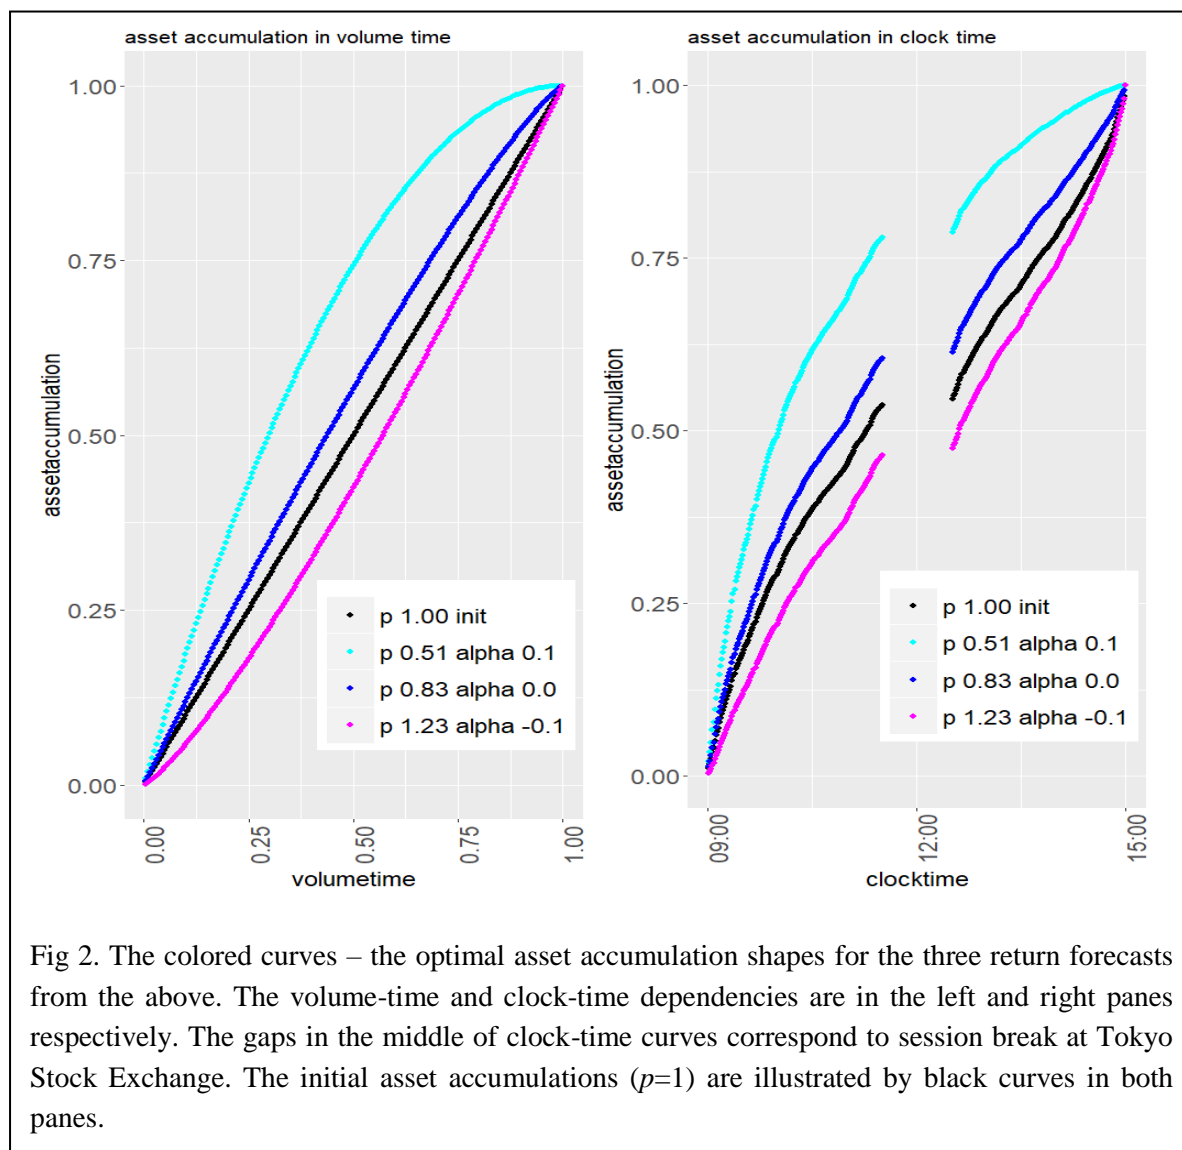 asset accumulation in volume time
1.00
0.75
0.50
0.25
0.00
assetaccumulation
p 1.00 init
p 0.51 alpha 0.1
p 0.83 alpha 0.0
p 1.23 alpha -0.1
0.00
0.25
0.50
0.75
1.00
volumetime
asset accumulation in clock time
1.00
0.75
0.50
0.25
0.00
assetaccumulation
p 1.00 init
p 0.51 alpha 0.1
p 0.83 alpha 0.0
p 1.23 alpha -0.1
09:00
12:00
15:00
clocktime
Fig 2. The colored curves – the optimal asset accumulation shapes for the three return forecasts
from the above. The volume-time and clock-time dependencies are in the left and right panes
respectively. The gaps in the middle of clock-time curves correspond to session break at Tokyo
Stock Exchange. The initial asset accumulations (p=1) are illustrated by black curves in both
panes.